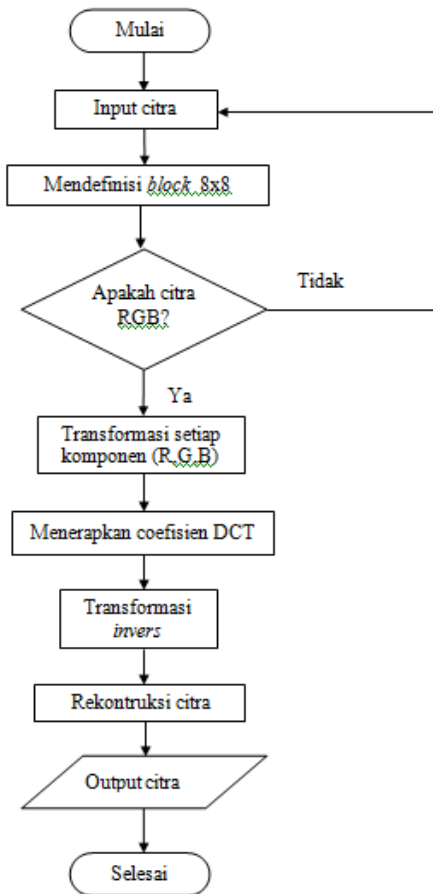 Mulai
Input citra
Mendefinisi block 8x8
Apakah citra
RGB?
Tidak
Ya
Transformasi setiap
komponen (R,G,B)
Menerapkan coefisien DCT
Transformasi
invers
Rekontruksi citra
Output citra
Selesai